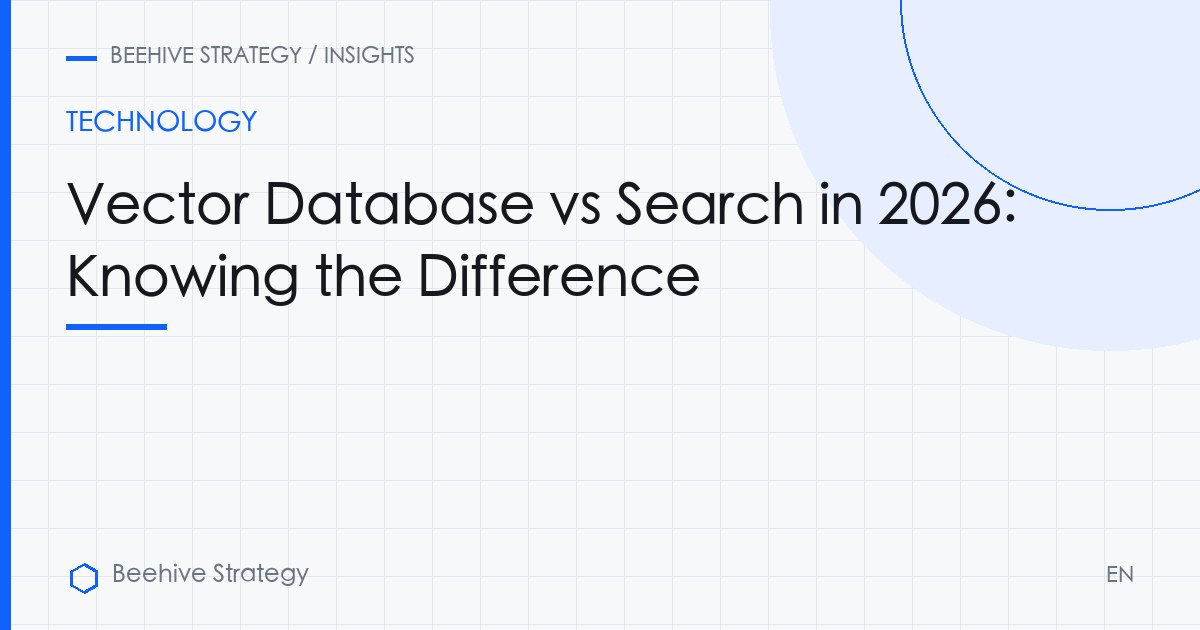 BEEHIVE STRATEGY / INSIGHTS
TECHNOLOGY
Vector Database vs Search in 2026:
Knowing the Difference
Beehive Strategy
EN